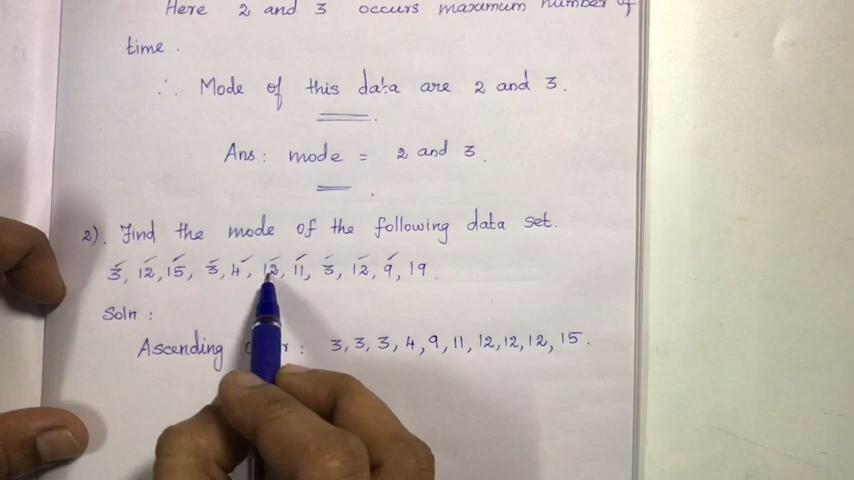 Here 2 and 3 occurs maximum number of
time.
∴ Mode of this data are 2 and 3.
Ans: mode = 2 and 3.
2). Find the mode of the following data set.
3, 12, 15, 3, 4, 12, 11, 3, 12, 9, 19.
Soln:
Ascending : 3, 3, 3, 4, 9, 11, 12, 12, 12, 15.